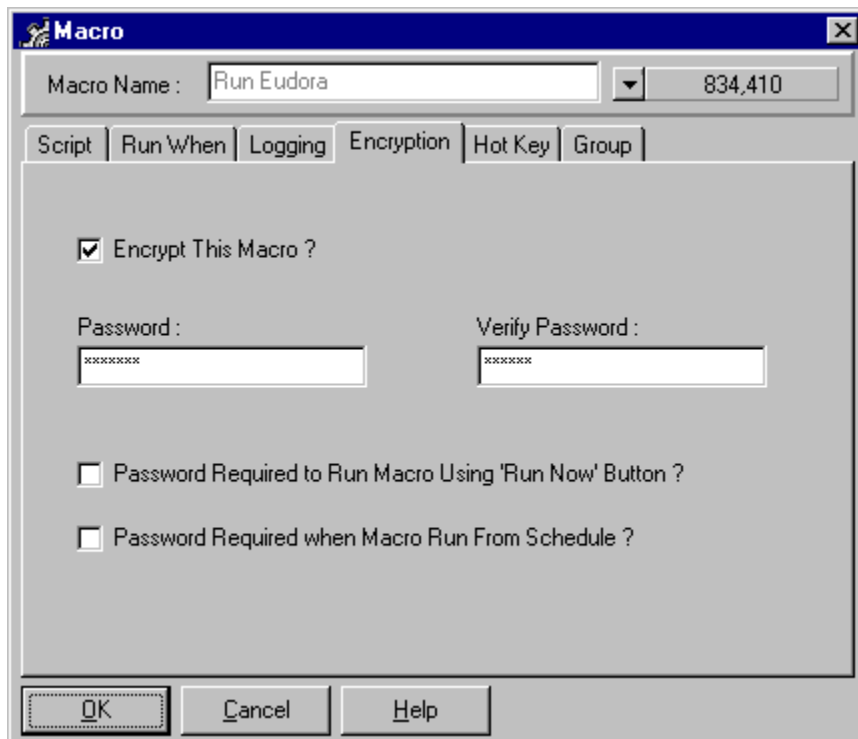 Macro
Macro Name : Run Eudora 834,410
Script Run When Logging Encryption Hot Key Group
Encrypt This Macro ?
Password : Verify Password :
******* ******
Password Required to Run Macro Using 'Run Now' Button ?
Password Required when Macro Run From Schedule ?
OK Cancel Help